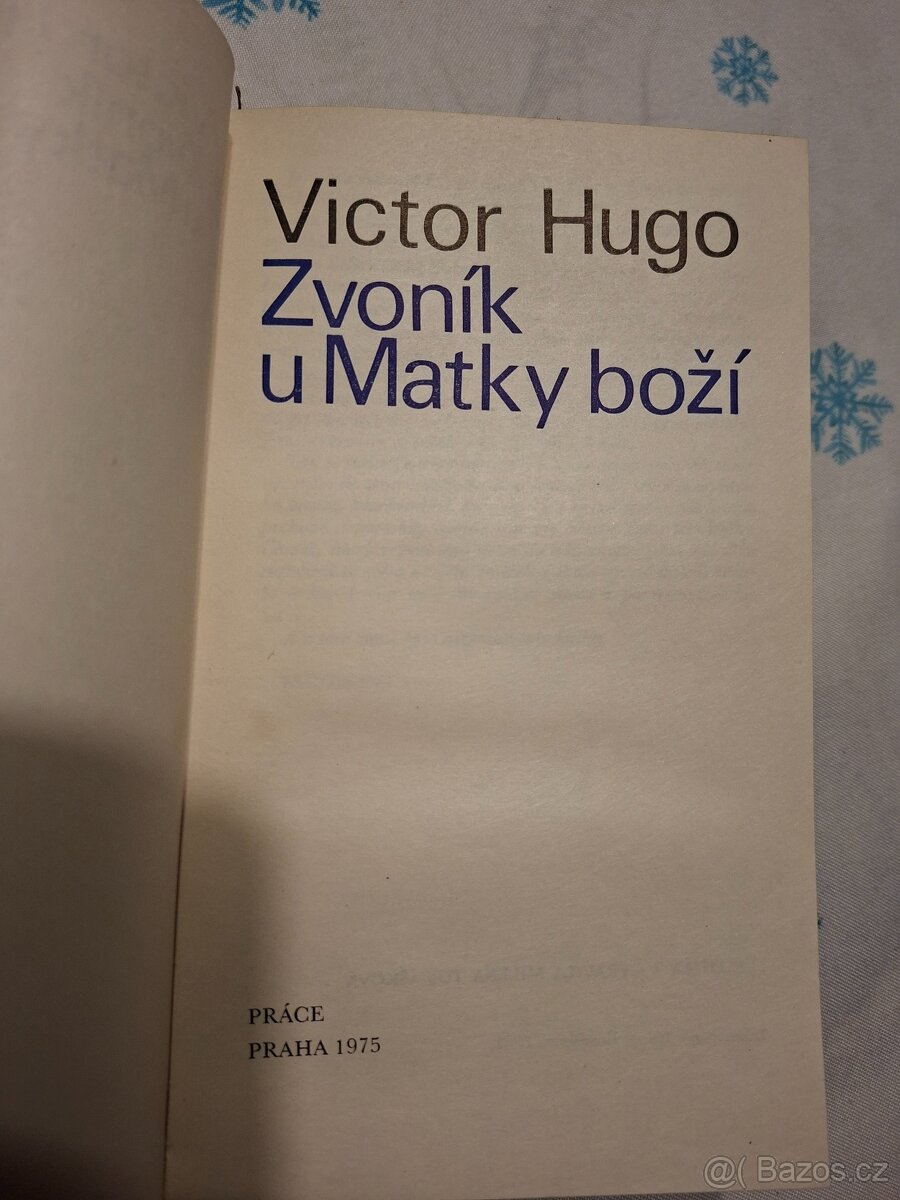 Victor Hugo
Zvoník
u Matky boží
PRÁCE
PRAHA 1975
@( Bazos.cz